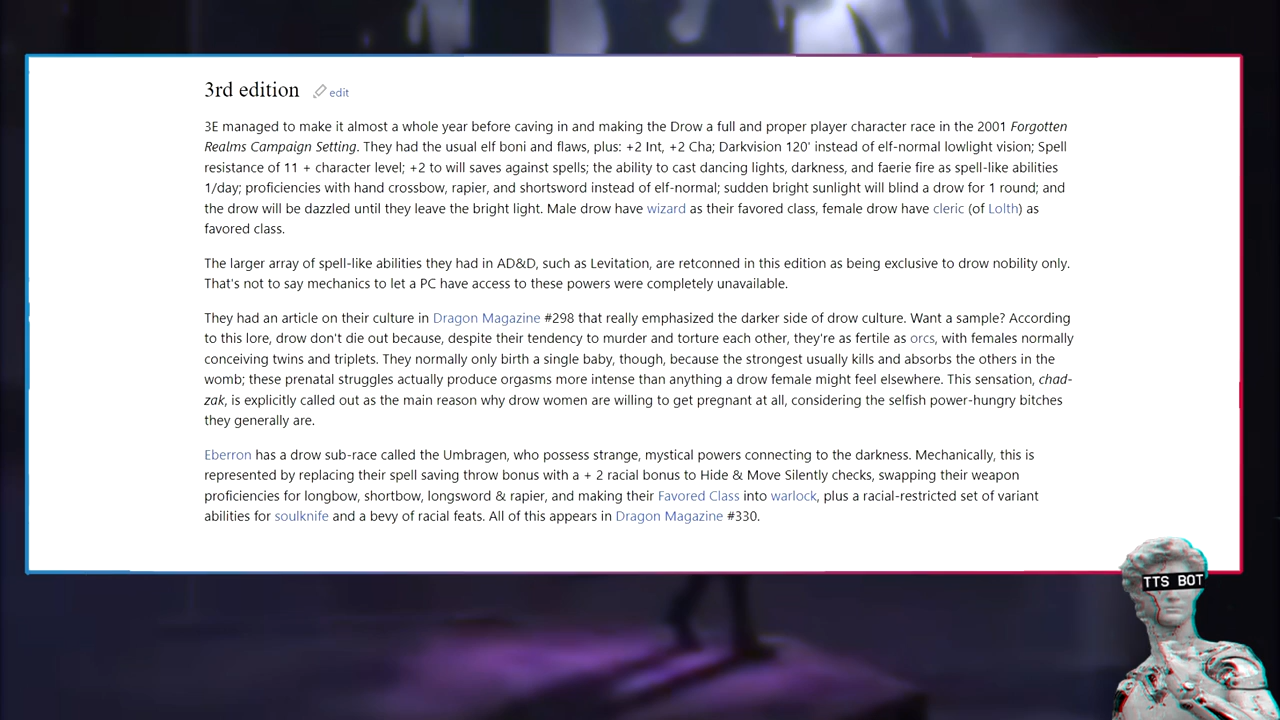 3rd edition edit
3E managed to make it almost a whole year before caving in and making the Drow a full and proper player character race in the 2001 Forgotten
Realms Campaign Setting. They had the usual elf boni and flaws, plus: +2 Int, +2 Cha; Darkvision 120' instead of elf-normal lowlight vision; Spell
resistance of 11 + character level; +2 to will saves against spells; the ability to cast dancing lights, darkness, and faerie fire as spell-like abilities
1/day; proficiencies with hand crossbow, rapier, and shortsword instead of elf-normal; sudden bright sunlight will blind a drow for 1 round; and
the drow will be dazzled until they leave the bright light. Male drow have wizard as their favored class, female drow have cleric (of Lolth) as
favored class.
The larger array of spell-like abilities they had in AD&D, such as Levitation, are retconned in this edition as being exclusive to drow nobility only.
That's not to say mechanics to let a PC have access to these powers were completely unavailable.
They had an article on their culture in Dragon Magazine #298 that really emphasized the darker side of drow culture. Want a sample? According
to this lore, drow don't die out because, despite their tendency to murder and torture each other, they're as fertile as orcs, with females normally
conceiving twins and triplets. They normally only birth a single baby, though, because the strongest usually kills and absorbs the others in the
womb; these prenatal struggles actually produce orgasms more intense than anything a drow female might feel elsewhere. This sensation, chad-
zak, is explicitly called out as the main reason why drow women are willing to get pregnant at all, considering the selfish power-hungry bitches
they generally are.
Eberron has a drow sub-race called the Umbragen, who possess strange, mystical powers connecting to the darkness. Mechanically, this is
represented by replacing their spell saving throw bonus with a + 2 racial bonus to Hide & Move Silently checks, swapping their weapon
proficiencies for longbow, shortbow, longsword & rapier, and making their Favored Class into warlock, plus a racial-restricted set of variant
abilities for soulknife and a bevy of racial feats. All of this appears in Dragon Magazine #330.
TTS BOT